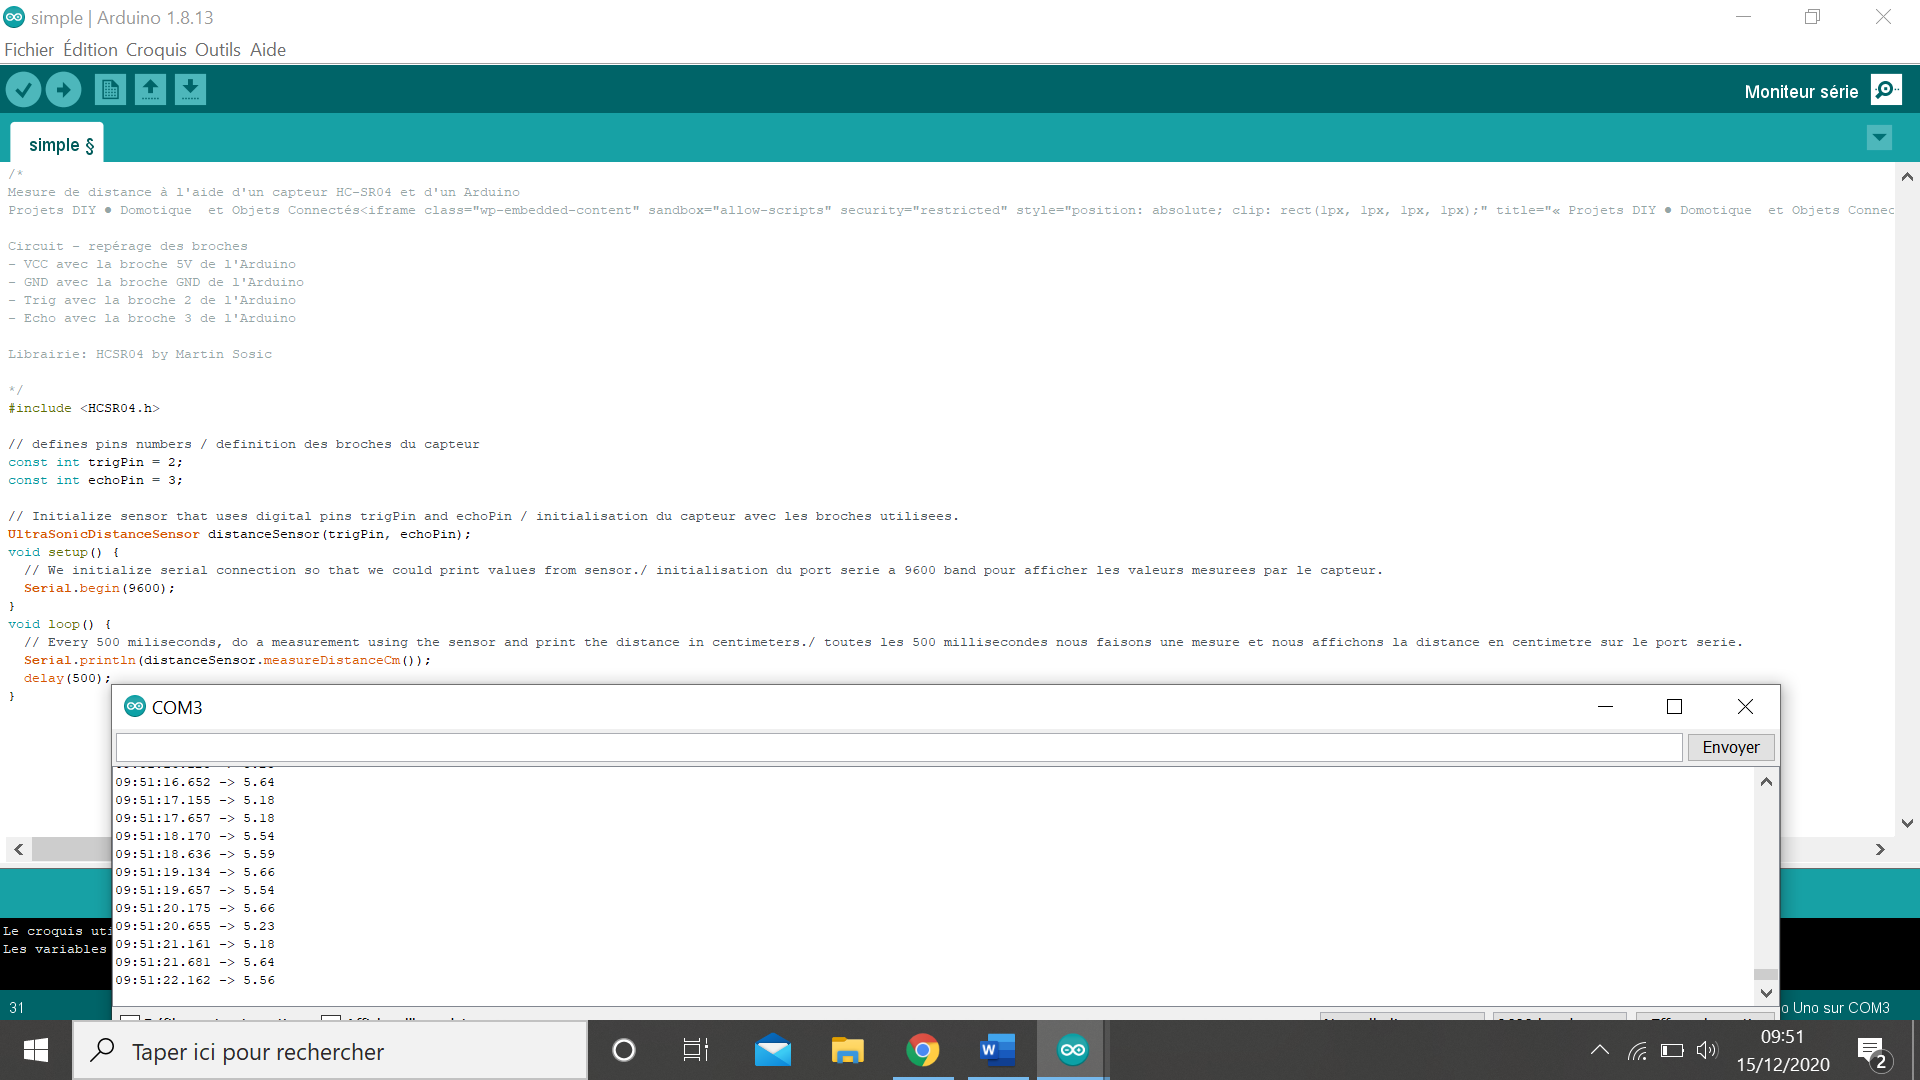 simple | Arduino 1.8.13
Fichier Édition Croquis Outils Aide
Moniteur série
simple §
/*
Mesure de distance à l'aide d'un capteur HC-SR04 et d'un Arduino
Projets DIY ● Domotique  et Objets Connectés<iframe class="wp-embedded-content" sandbox="allow-scripts" security="restricted" style="position: absolute; clip: rect(1px, 1px, 1px, 1px);" title="« Projets DIY ● Domotique  et Objets Connec
Circuit - repérage des broches
- VCC avec la broche 5V de l'Arduino
- GND avec la broche GND de l'Arduino
- Trig avec la broche 2 de l'Arduino
- Echo avec la broche 3 de l'Arduino
Librairie: HCSR04 by Martin Sosic
*/
#include <HCSR04.h>
// defines pins numbers / definition des broches du capteur
const int trigPin = 2;
const int echoPin = 3;
// Initialize sensor that uses digital pins trigPin and echoPin / initialisation du capteur avec les broches utilisees.
UltraSonicDistanceSensor distanceSensor(trigPin, echoPin);
void setup() {
// We initialize serial connection so that we could print values from sensor./ initialisation du port serie a 9600 band pour afficher les valeurs mesurees par le capteur.
Serial.begin(9600);
}
void loop() {
// Every 500 miliseconds, do a measurement using the sensor and print the distance in centimeters./ toutes les 500 millisecondes nous faisons une mesure et nous affichons la distance en centimetre sur le port serie.
Serial.println(distanceSensor.measureDistanceCm());
delay(500);
}
COM3
Envoyer
09:51:16.652 -> 5.64
09:51:17.155 -> 5.18
09:51:17.657 -> 5.18
09:51:18.170 -> 5.54
09:51:18.636 -> 5.59
09:51:19.134 -> 5.66
09:51:19.657 -> 5.54
09:51:20.175 -> 5.66
09:51:20.655 -> 5.23
09:51:21.161 -> 5.18
09:51:21.681 -> 5.64
09:51:22.162 -> 5.56
Le croquis uti
Les variables
31
o Uno sur COM3
Taper ici pour rechercher
09:51
15/12/2020
2